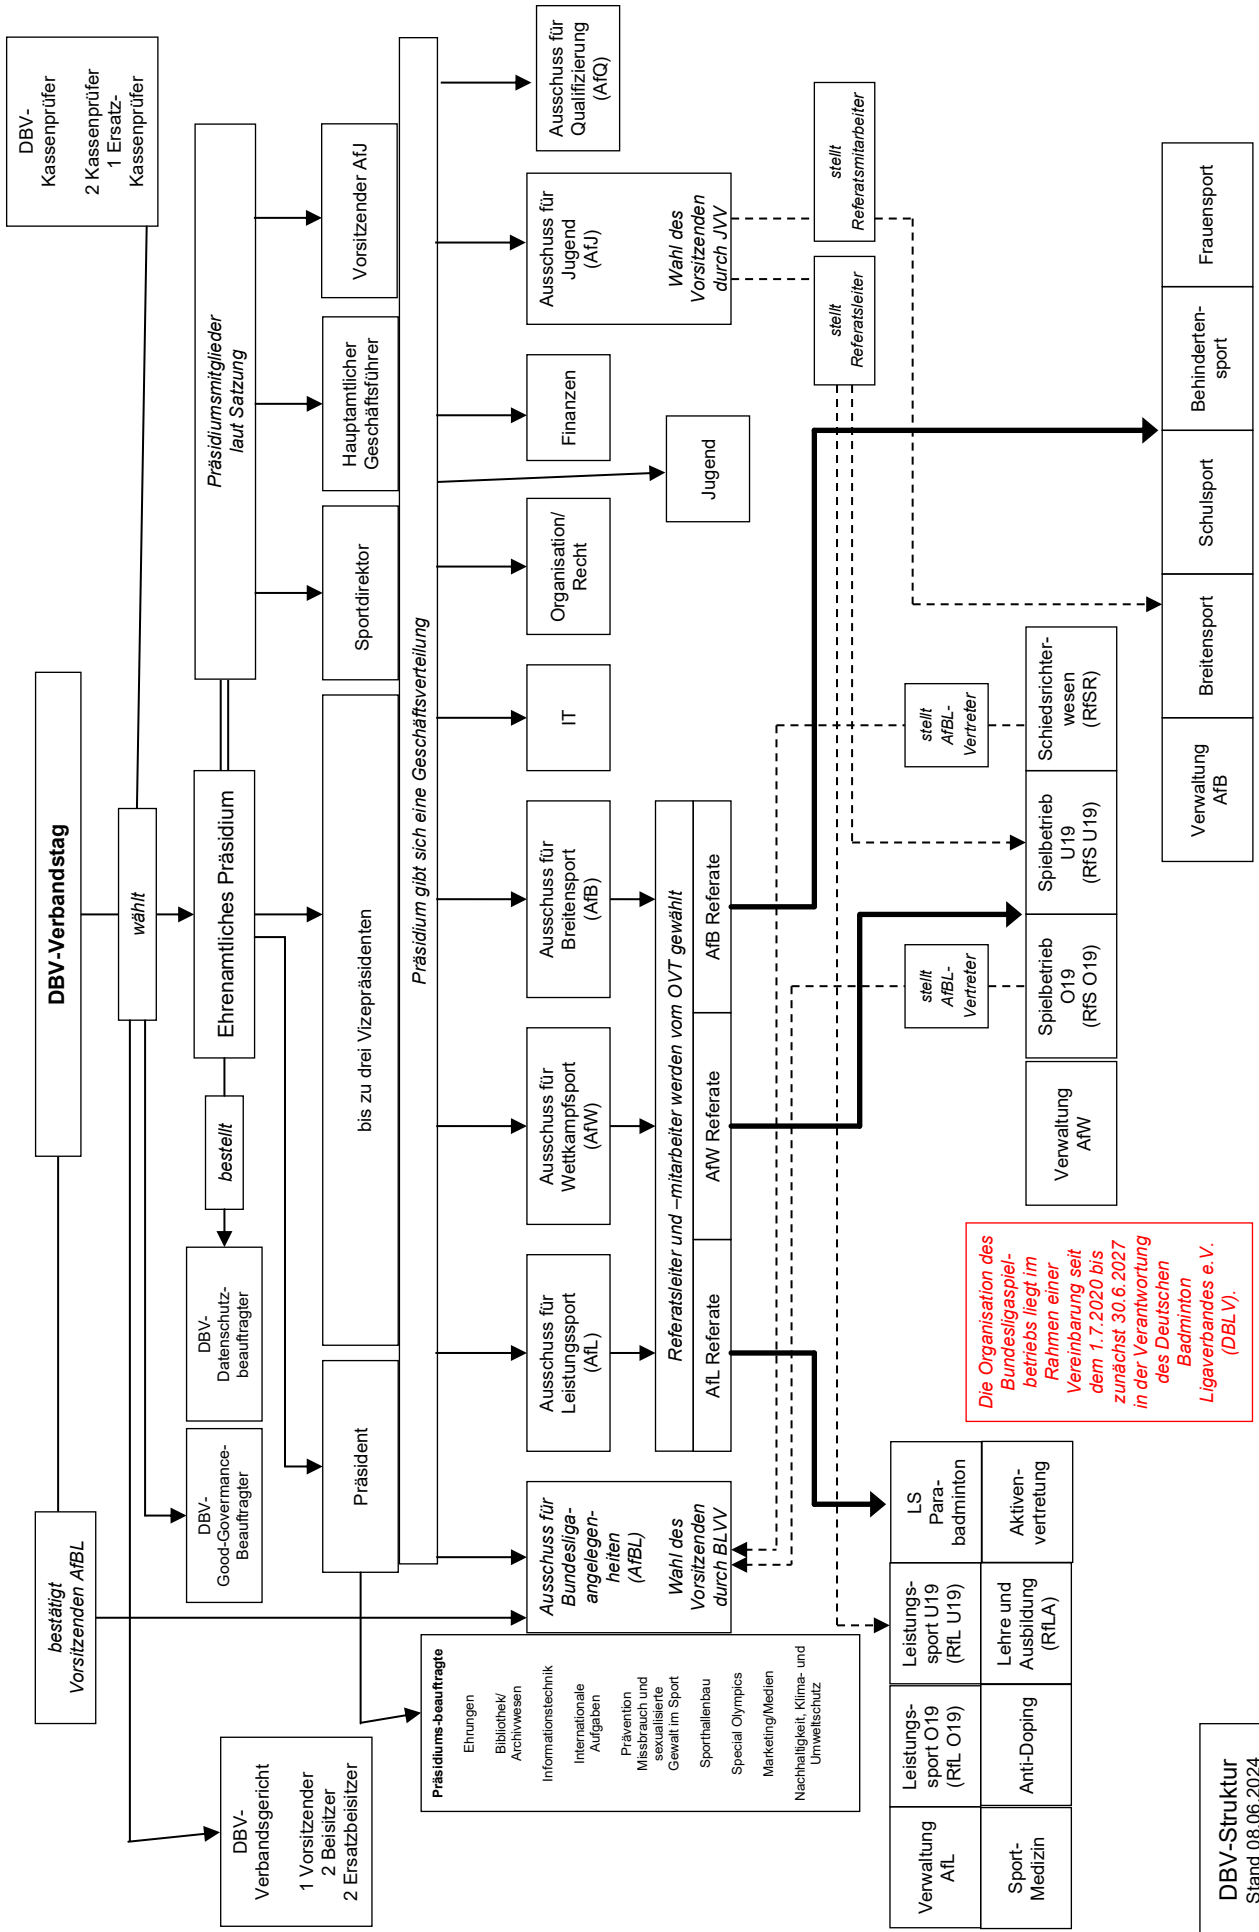 DBV-Verbandstag
DBV-
Kassenprüfer
2 Kassenprüfer
1 Ersatz-
Kassenprüfer
bestätigt
Vorsitzenden AfBL
wählt
DBV-
Verbandsgericht
1 Vorsitzender
2 Beisitzer
2 Ersatzbeisitzer
DBV-
Good-Governance-
Beauftragter
DBV-
Datenschutz-
beauftragter
bestellt
Ehrenamtliches Präsidium
Präsidiumsmitglieder
laut Satzung
Präsident
bis zu drei Vizepräsidenten
Sportdirektor
Hauptamtlicher
Geschäftsführer
Vorsitzender AfJ
Präsidium gibt sich eine Geschäftsverteilung
Präsidiums-beauftragte
Ehrungen
Bibliothek/
Archivwesen
Informationstechnik
Internationale
Aufgaben
Prävention
Missbrauch und
sexualisierte
Gewalt im Sport
Sporthallenbau
Special Olympics
Marketing/Medien
Nachhaltigkeit, Klima- und
Umweltschutz
Ausschuss für
Bundesliga-
angelegen-
heiten
(AfBL)
Wahl des
Vorsitzenden
durch BLVV
Ausschuss für
Leistungssport
(AfL)
Ausschuss für
Wettkampfsport
(AfW)
Ausschuss für
Breitensport
(AfB)
IT
Organisation/
Recht
Finanzen
Ausschuss für
Jugend
(AfJ)
Wahl des
Vorsitzenden
durch JVV
Ausschuss für
Qualifizierung
(AfQ)
Jugend
Referatsleiter und –mitarbeiter werden vom OVT gewählt
AfL Referate
AfW Referate
AfB Referate
stellt
Referatsleiter
stellt
Referatsmitarbeiter
stellt
AfBL-
Vertreter
stellt
AfBL-
Vertreter
Verwaltung
AfL
Leistungs-
sport O19
(RfL O19)
Leistungs-
sport U19
(RfL U19)
LS
Para-
badminton
Sport-
Medizin
Anti-Doping
Lehre und
Ausbildung
(RfLA)
Aktiven-
vertretung
Die Organisation des
Bundesligaspiel-
betriebs liegt im
Rahmen einer
Vereinbarung seit
dem 1.7.2020 bis
zunächst 30.6.2027
in der Verantwortung
des Deutschen
Badminton
Ligaverbandes e.V.
(DBLV).
Verwaltung
AfW
Spielbetrieb
O19
(RfS O19)
Spielbetrieb
U19
(RfS U19)
Schiedsrichter-
wesen
(RfSR)
Verwaltung
AfB
Breitensport
Schulsport
Behinderten-
sport
Frauensport
DBV-Struktur
Stand 08.06.2024